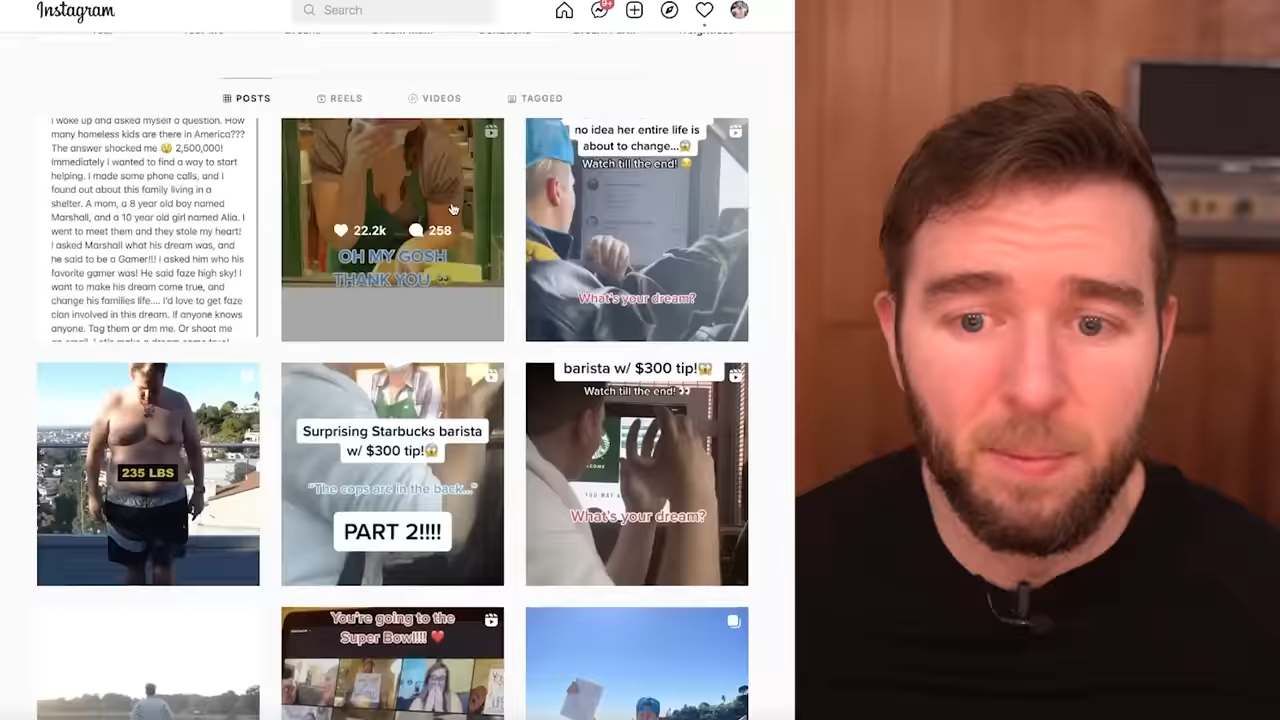 Instagram
Search
9+
POSTS
REELS
VIDEOS
TAGGED
I woke up and asked myself a question. How
many homeless kids are there in America???
The answer shocked me 😢 2,500,000!
Immediately I wanted to find a way to start
helping. I made some phone calls, and i
found out about this family living in a
shelter. A mom, a 8 year old boy named
Marshall, and a 10 year old girl named Alia. I
went to meet them and they stole my heart!
I asked Marshall what his dream was, and
he said to be a Gamer!!! i asked him who his
favorite gamer was! He said faze high sky! I
want to make his dream come true, and
change his families life.... I'd love to get faze
clan involved in this dream. If anyone knows
anyone. Tag them or dm me. Or shoot me
an email. Let's make a dream come true!
22.2k
258
OH MY GOSH
THANK YOU
no idea her entire life is
about to change...😱
Watch till the end! 🥺
What's your dream?
235 LBS
Surprising Starbucks barista
w/ $300 tip!😱
"The cops are in the back..."
PART 2!!!!
barista w/ $300 tip!😱
Watch till the end! 👀
What's your dream?
You're going to the
Super Bowl!!! ❤️